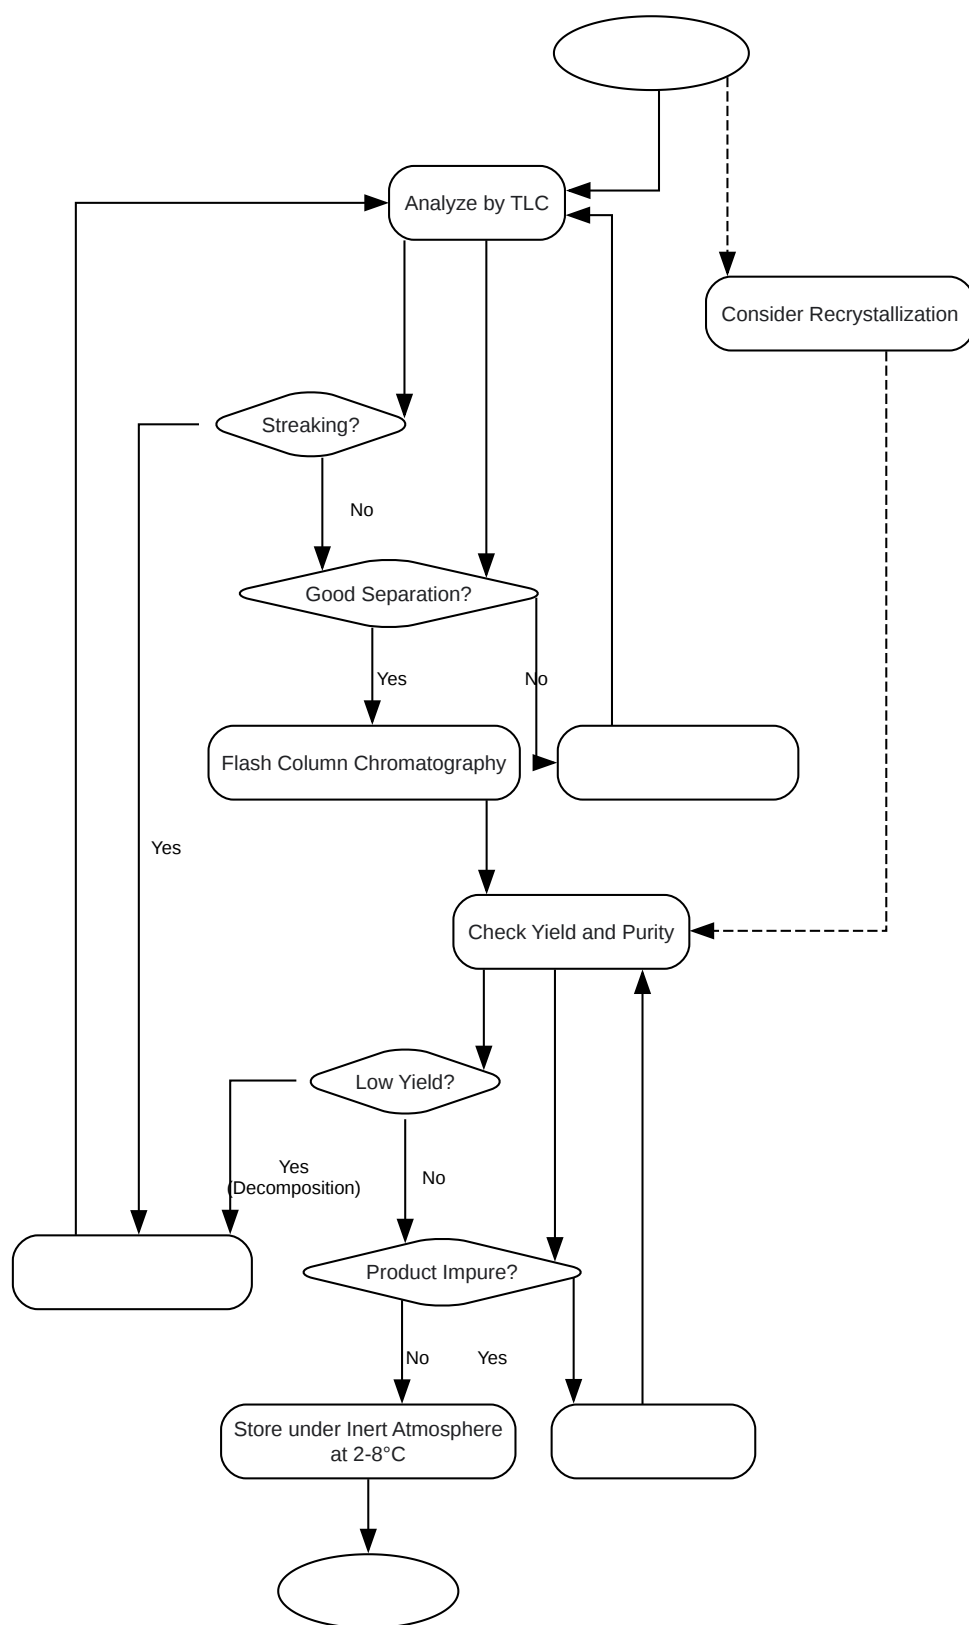 Analyze by TLC
Consider Recrystallization
Streaking?
No
Good Separation?
Yes
No
Flash Column Chromatography
Yes
Check Yield and Purity
Low Yield?
Yes
(Decomposition)
No
Product Impure?
No
Yes
Store under Inert Atmosphere
at 2-8°C